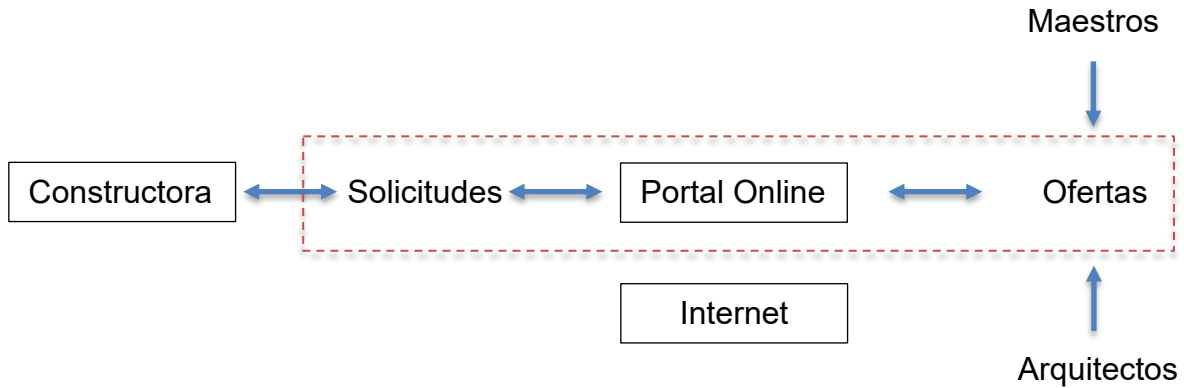 Maestros
Constructora
Solicitudes
Portal Online
Ofertas
Internet
Arquitectos